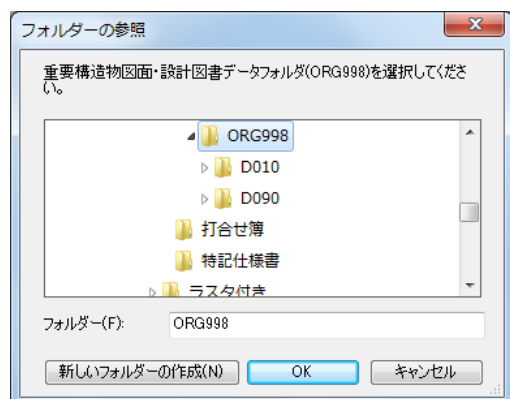 フォルダーの参照
重要構造物図面・設計図書データフォルダ(ORG998)を選択してくださ
い。
ORG998
D010
D090
打合せ簿
特記仕様書
ラスタ付き
フォルダー(F): ORG998
新しいフォルダーの作成(N) OK キャンセル